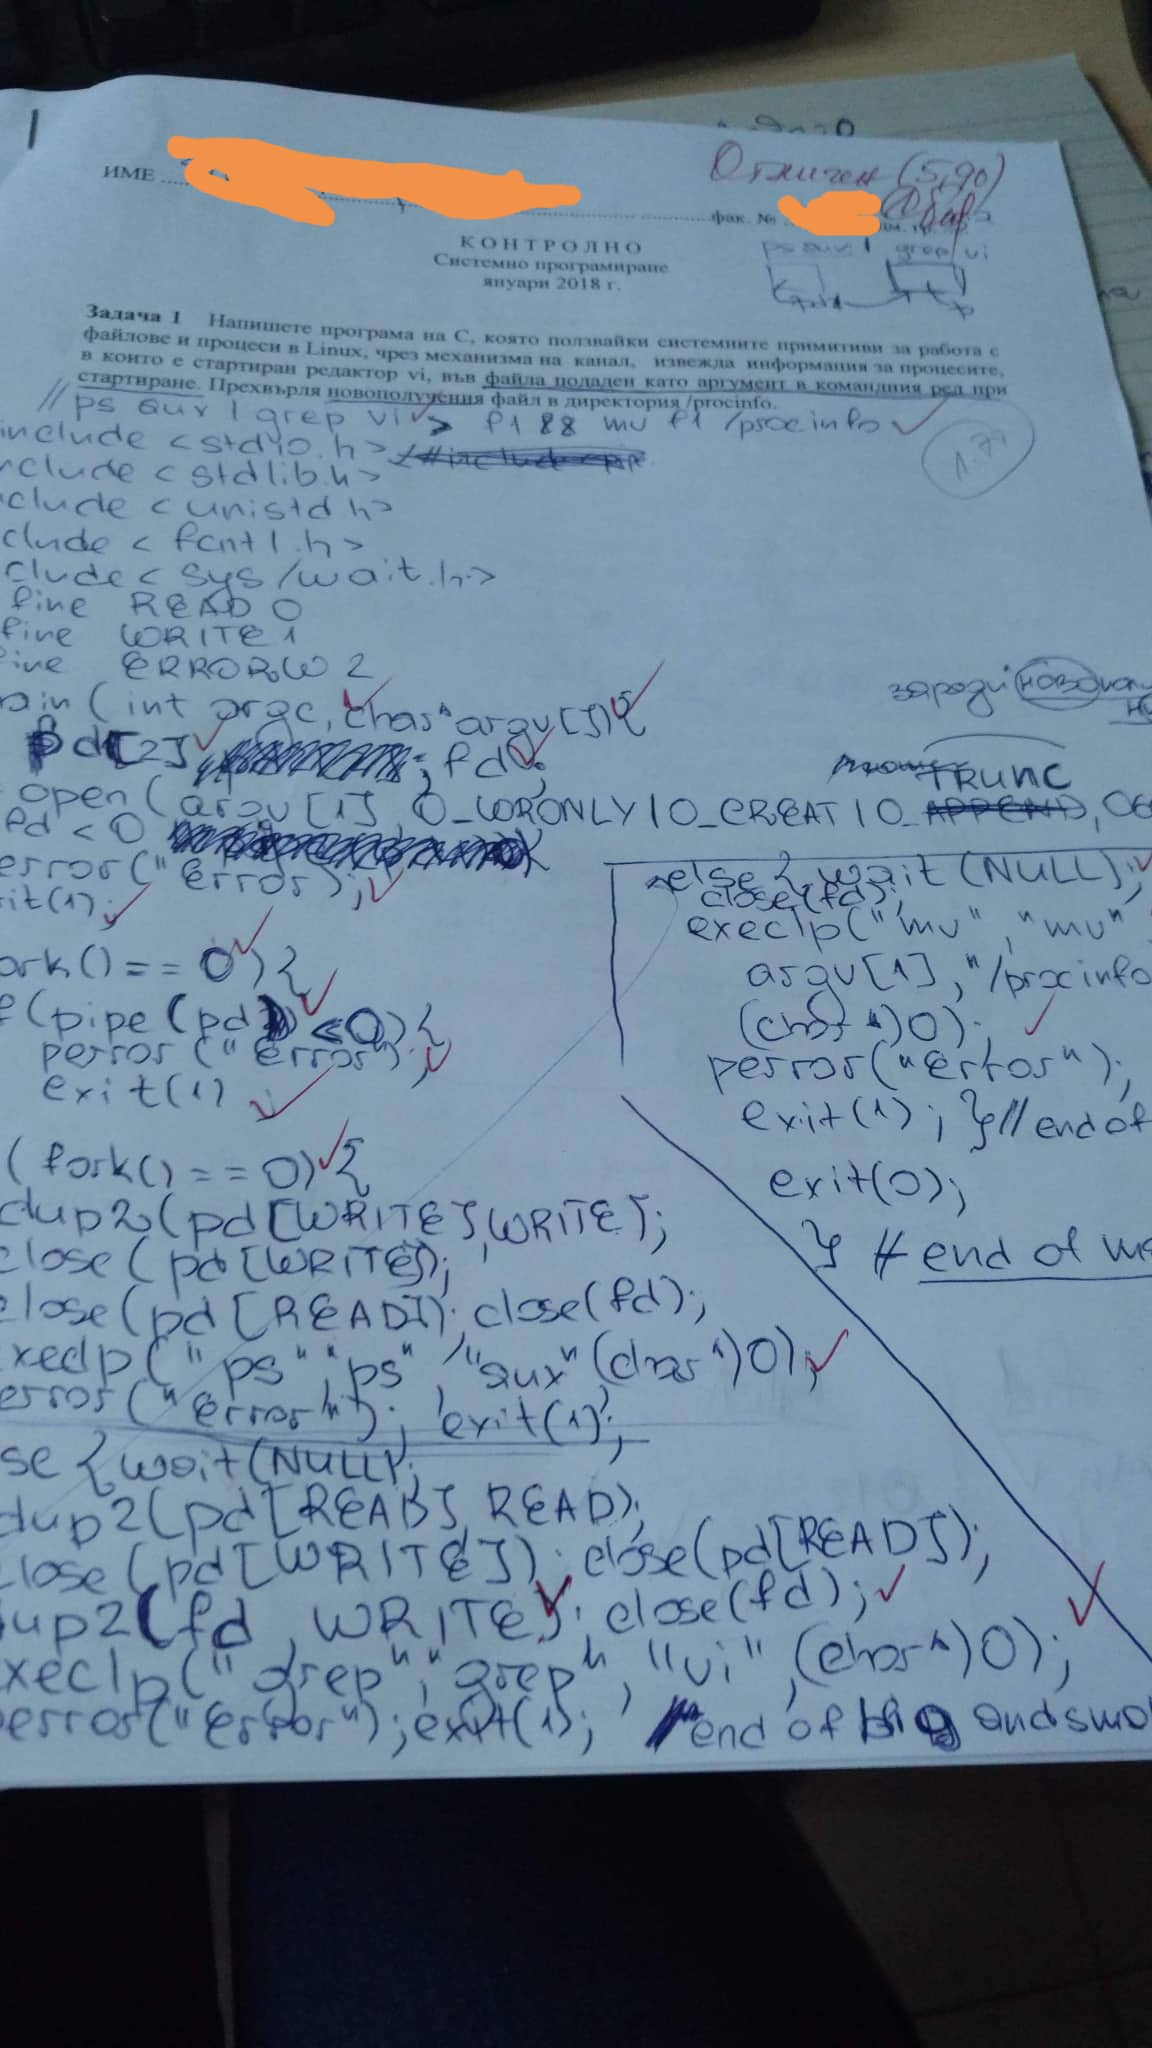 Отличен (5,90)
ИМЕ
фак. №
КОНТРОЛНО
Системно програмиране
януари 2018 г.
ps aux | grep vi
Задача 1 Напишете програма на C, която ползвайки системните примитиви за работа с
файлове и процеси в Linux, чрез механизма на канал, извежда информация за процесите,
в които е стартиран редактор vi, във файла подаден като аргумент в командния ред при
стартиране. Прехвърля новополучения файл в директория /procinfo.
// ps aux | grep vi > f1 && mv f1 /procinfo
include <stdio.h>
nclude <stdlib.h>
clude <unistd.h>
clude < fcntl.h>
clude < sys/wait.h>
fine READ 0
fine WRITE 1
fine ERRORW 2
ain (int argc, char* argv[]){
pd[2] ; fd;
зареди
TRUNC
open (argv[1], O_WRONLY | O_CREAT | O_
fd < 0 {
error("Error);
it(1);
ork() == 0) {
f (pipe (pd) < 0) {
perror ("Error");
exit(1)
( fork() == 0) {
dup2(pd[WRITE], WRITE);
close (pd[WRITE]);
close (pd[READ]); close(fd);
xeclp ("ps", "ps", "aux" (char*)0);
error("Error"); exit(1);
se { wait(NULL);
dup2(pd[READ], READ);
close (pd[WRITE]); close(pd[READ]);
up2(fd, WRITE); close(fd);
xeclp("grep", "grep", "vi", (char*)0);
error("Error"); exit(1); end of big and sma
else { wait (NULL);
close(fd);
execlp("mv", "mv"
argv[1], "/procinfo
(char *)0);
perror("Error");
exit(1); } // end of
exit(0);
} // end of ma